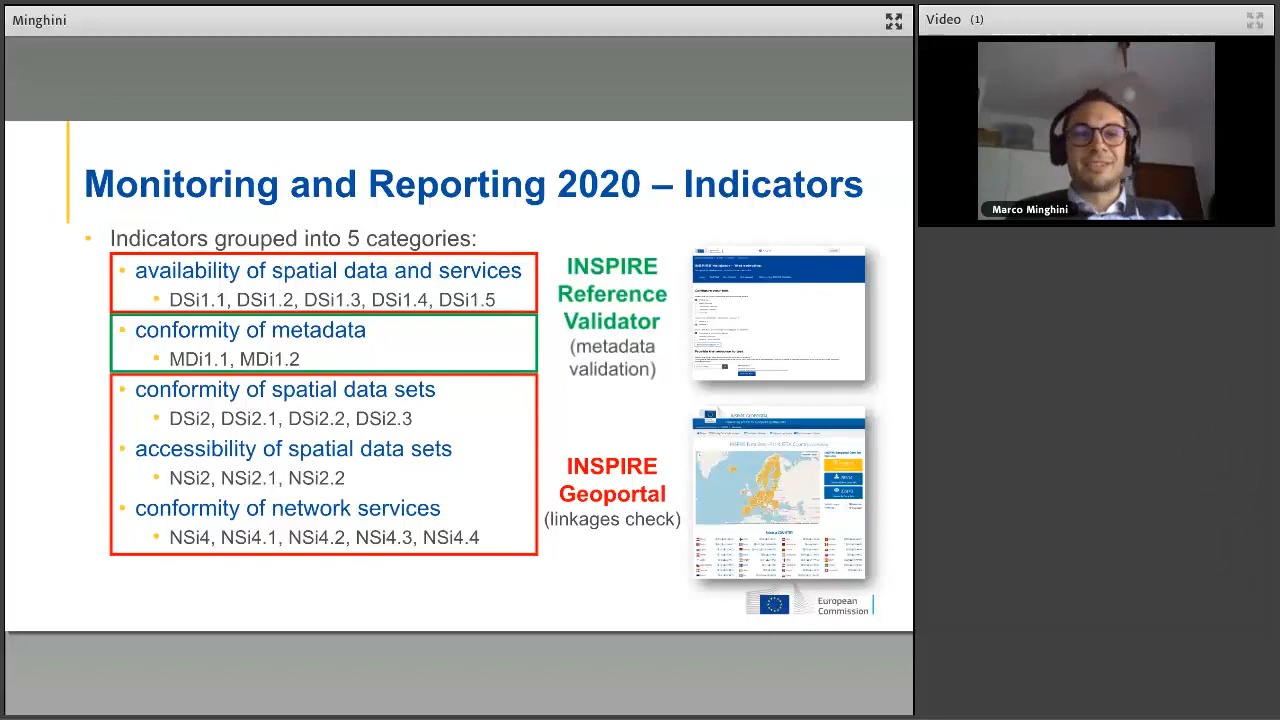 Minghini
Video (1)
Marco Minghini
Monitoring and Reporting 2020 – Indicators
• Indicators grouped into 5 categories:
• availability of spatial data and services
• DSi1.1, DSi1.2, DSi1.3, DSi1.4, DSi1.5
• conformity of metadata
• MDi1.1, MDi1.2
• conformity of spatial data sets
• DSi2, DSi2.1, DSi2.2, DSi2.3
• accessibility of spatial data sets
• NSi2, NSi2.1, NSi2.2
• conformity of network services
• NSi4, NSi4.1, NSi4.2, NSi4.3, NSi4.4
INSPIRE
Reference
Validator
(metadata
validation)
INSPIRE
Geoportal
(linkages check)
INSPIRE GEOPORTAL
European
Commission